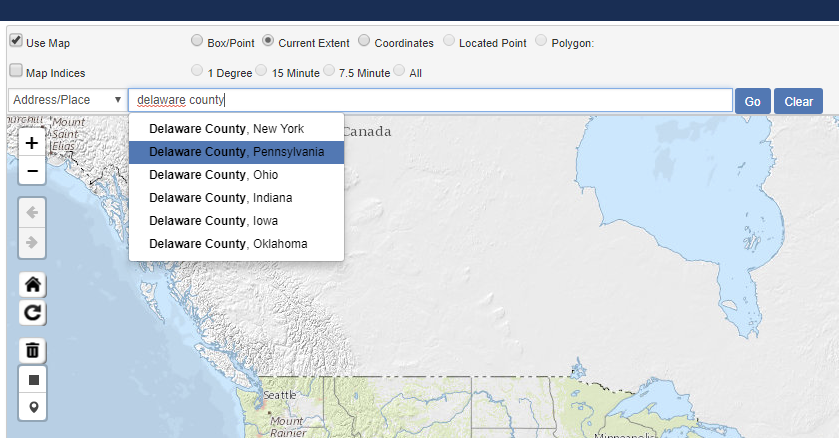 Use Map Box/Point Current Extent Coordinates Located Point Polygon:
Map Indices 1 Degree 15 Minute 7.5 Minute All
Address/Place delaware county Go Clear
Delaware County, New York
Delaware County, Pennsylvania
Delaware County, Ohio
Delaware County, Indiana
Delaware County, Iowa
Delaware County, Oklahoma
Mount
Saint
Elias
Canada
+
−
Seattle
Mount
Rainier
Minneapolis